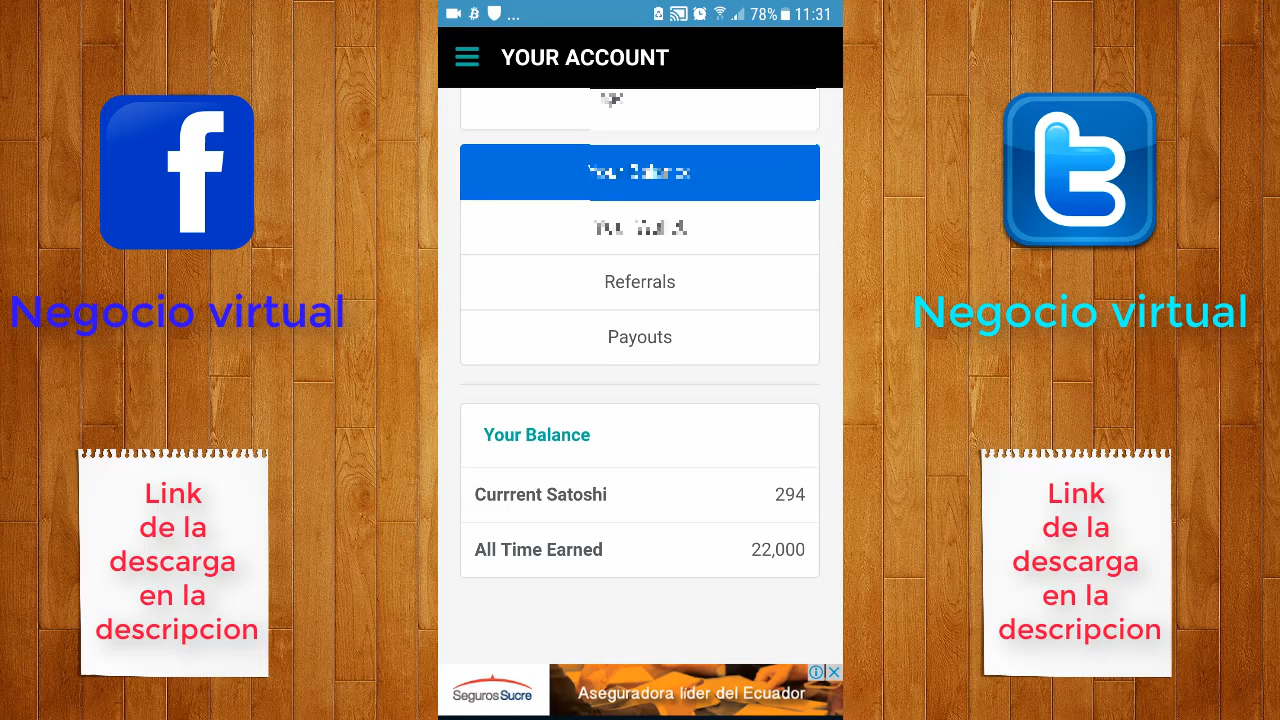 ... 78% 11:31
YOUR ACCOUNT
Your Balance
Referrals
Payouts
Your Balance
Currrent Satoshi 294
All Time Earned 22,000
SegurosSucre
Aseguradora líder del Ecuador
Negocio virtual
Link
de la
descarga
en la
descripcion
Negocio virtual
Link
de la
descarga
en la
descripcion